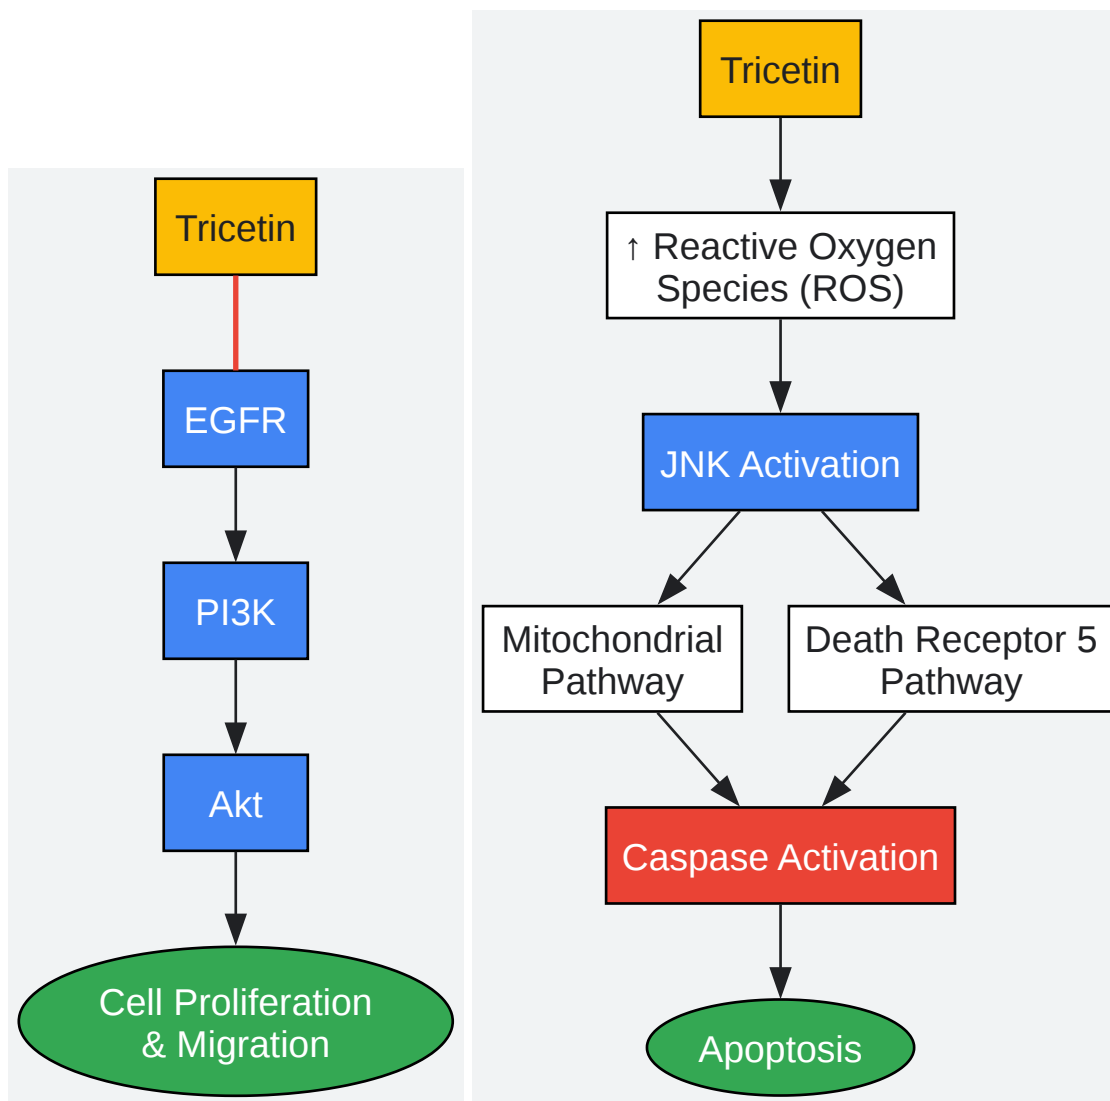 Tricetin
EGFR
PI3K
Akt
Cell Proliferation
& Migration
Tricetin
↑ Reactive Oxygen
Species (ROS)
JNK Activation
Mitochondrial
Pathway
Death Receptor 5
Pathway
Caspase Activation
Apoptosis